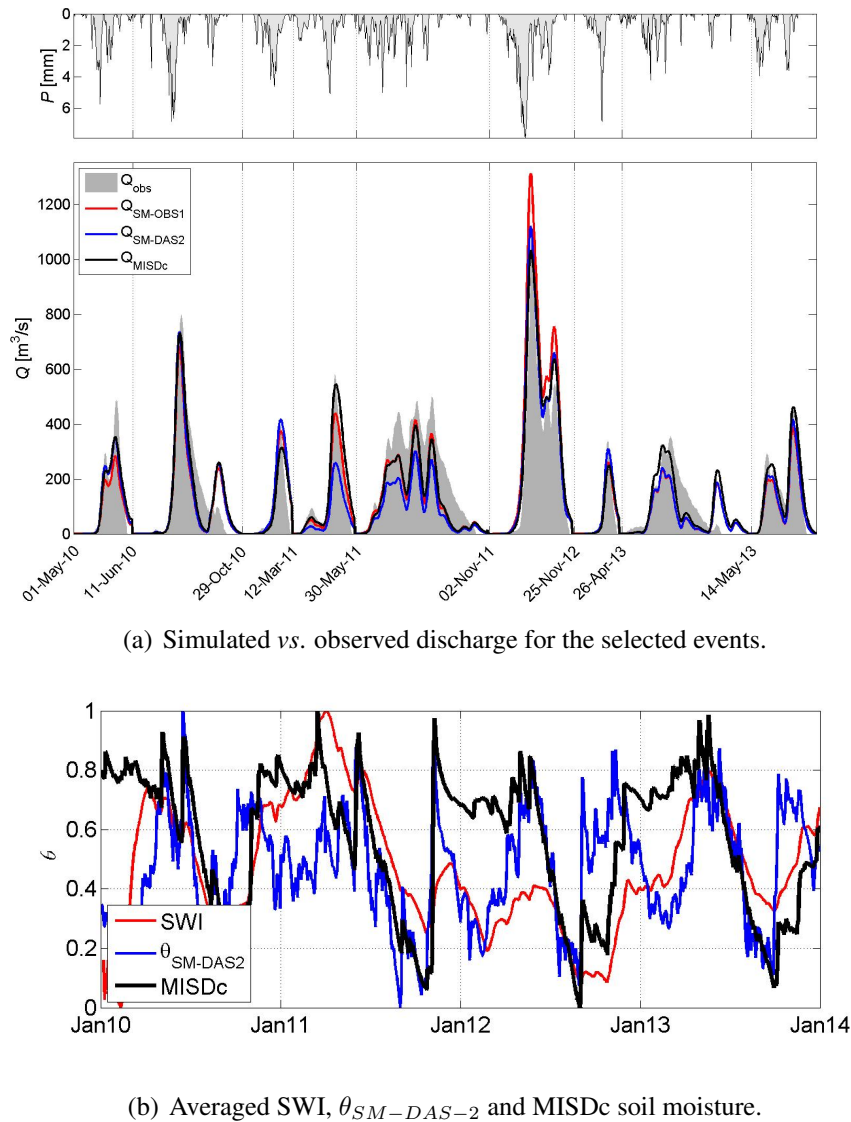 0
2
4
6
P [mm]
Q_obs
Q_SM-OBS1
Q_SM-DAS2
Q_MISDc
1200
1000
800
600
400
200
0
Q [m³/s]
01-May-10
11-Jun-10
29-Oct-10
12-Mar-11
30-May-11
02-Nov-11
25-Nov-12
26-Apr-13
14-May-13
(a) Simulated vs. observed discharge for the selected events.
1
0.8
0.6
0.4
0.2
0
θ
SWI
θ_SM-DAS2
MISDc
Jan10
Jan11
Jan12
Jan13
Jan14
(b) Averaged SWI, θ_SM−DAS−2 and MISDc soil moisture.